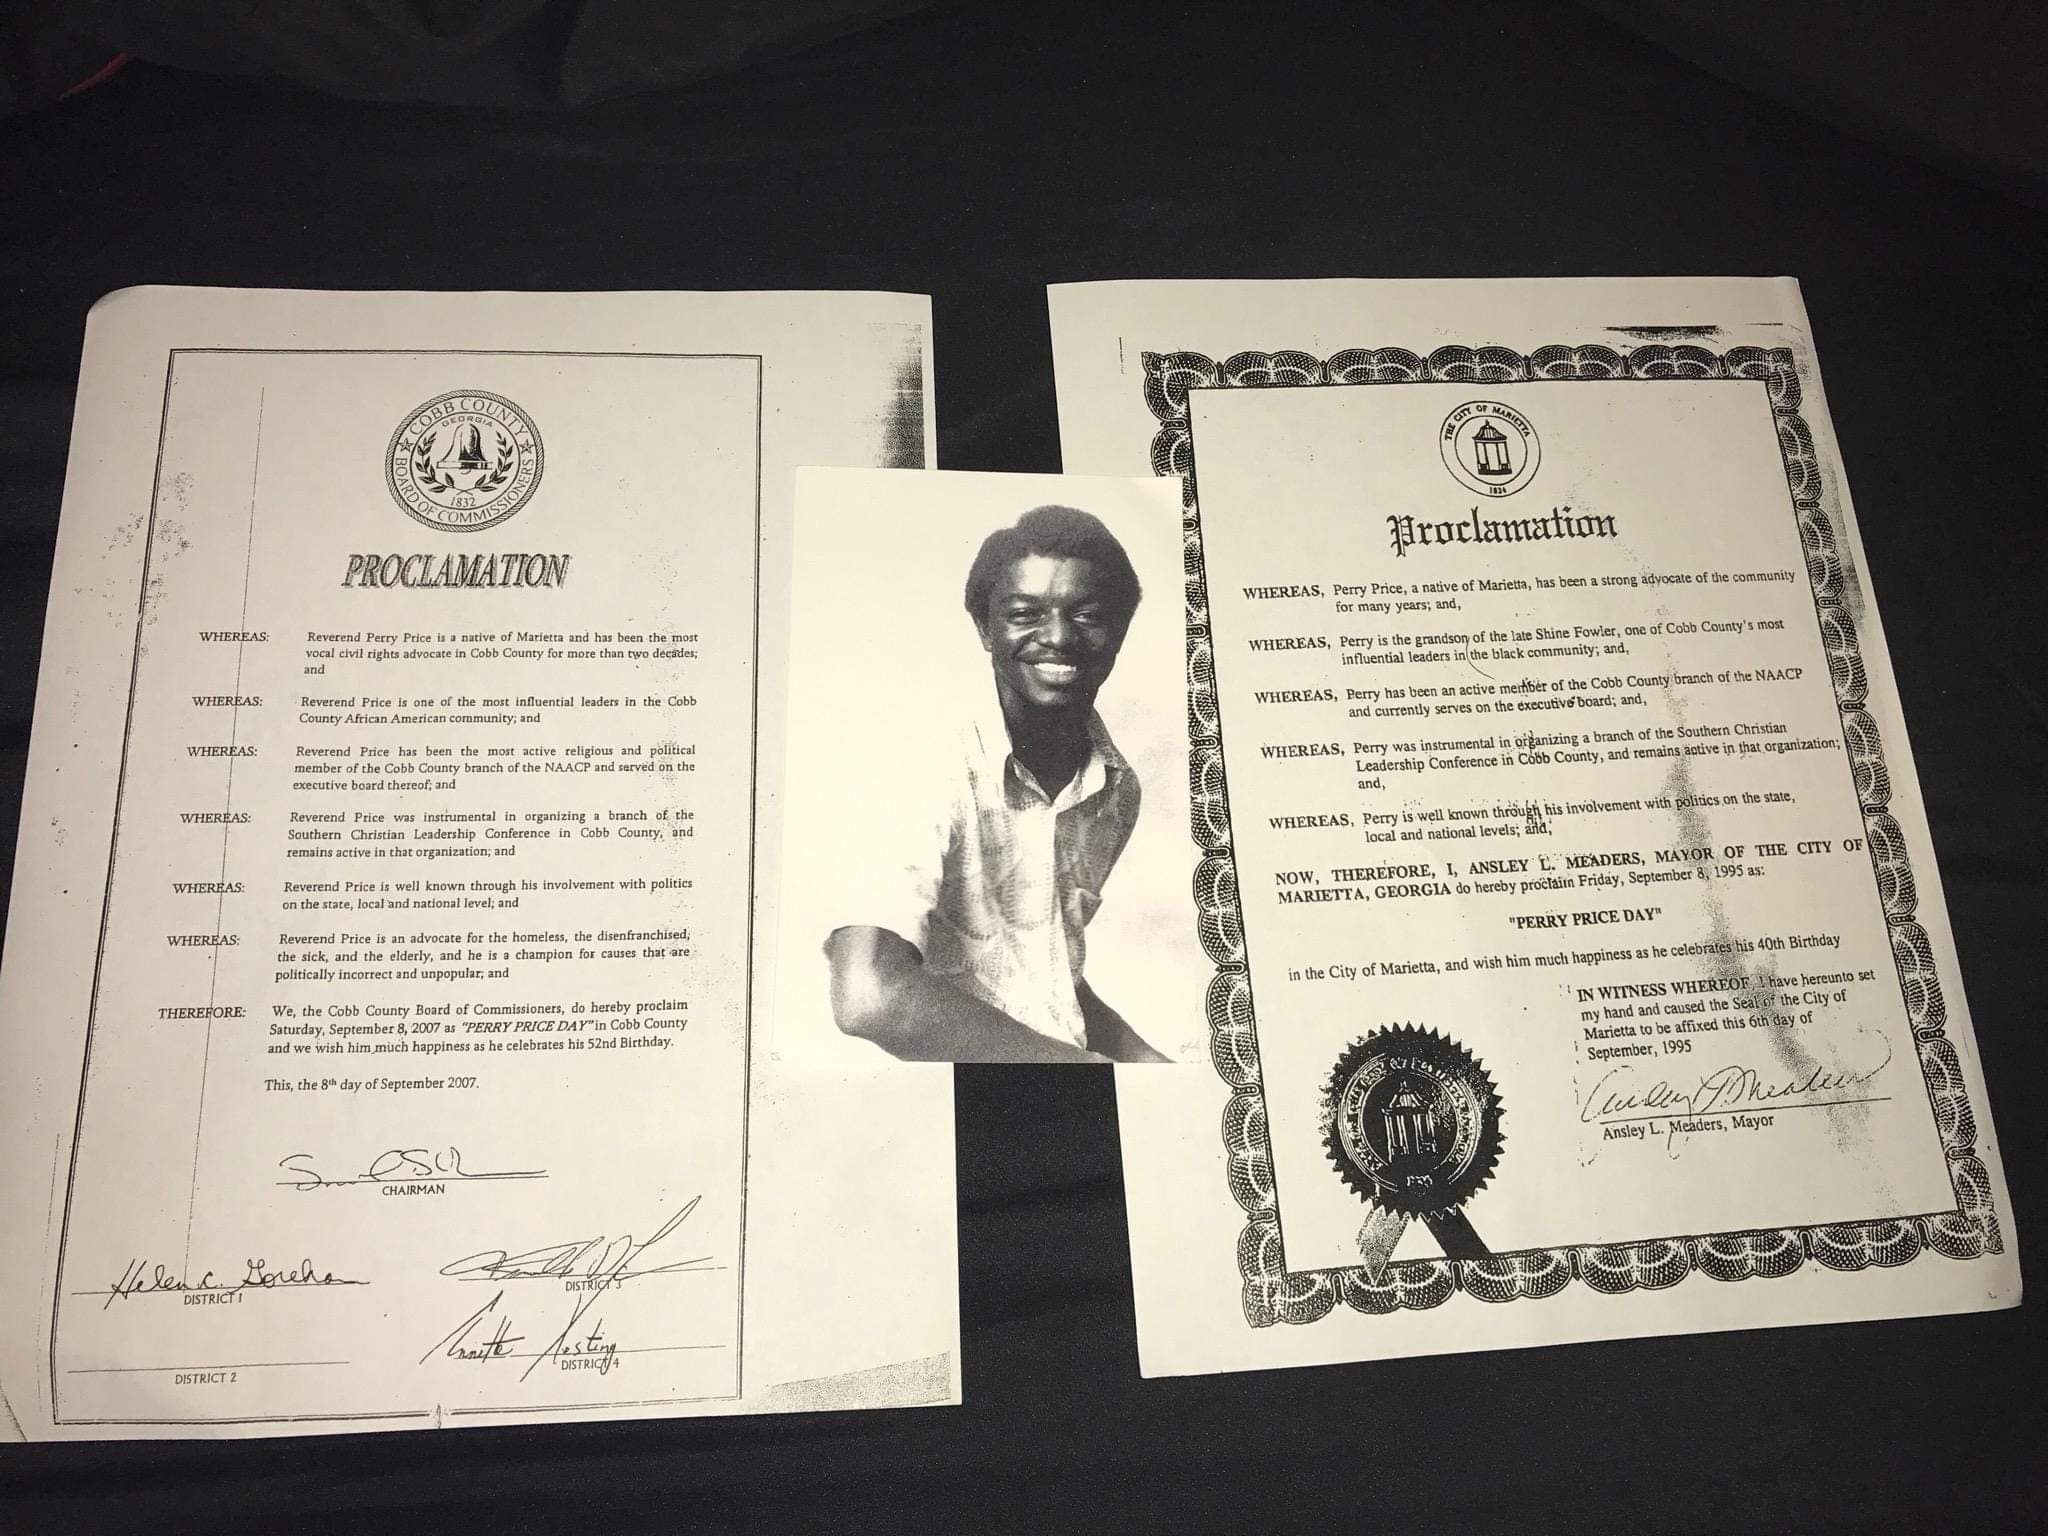 COBB COUNTY
GEORGIA
1832
BOARD OF COMMISSIONERS
PROCLAMATION
WHEREAS: Reverend Perry Price is a native of Marietta and has been the most
vocal civil rights advocate in Cobb County for more than two decades;
and
WHEREAS: Reverend Price is one of the most influential leaders in the Cobb
County African American community; and
WHEREAS: Reverend Price has been the most active religious and political
member of the Cobb County branch of the NAACP and served on the
executive board thereof; and
WHEREAS: Reverend Price was instrumental in organizing a branch of the
Southern Christian Leadership Conference in Cobb County, and
remains active in that organization; and
WHEREAS: Reverend Price is well known through his involvement with politics
on the state, local and national level; and
WHEREAS: Reverend Price is an advocate for the homeless, the disenfranchised,
the sick, and the elderly, and he is a champion for causes that are
politically incorrect and unpopular; and
THEREFORE: We, the Cobb County Board of Commissioners, do hereby proclaim
Saturday, September 8, 2007 as "PERRY PRICE DAY" in Cobb County
and we wish him much happiness as he celebrates his 52nd Birthday.
This, the 8th day of September 2007.
CHAIRMAN
Helen C. Goreham
DISTRICT 1
DISTRICT 3
Annette Kesting
DISTRICT 4
DISTRICT 2
THE CITY OF MARIETTA
1834
Proclamation
WHEREAS, Perry Price, a native of Marietta, has been a strong advocate of the community
for many years; and,
WHEREAS, Perry is the grandson of the late Shine Fowler, one of Cobb County's most
influential leaders in the black community; and,
WHEREAS, Perry has been an active member of the Cobb County branch of the NAACP
and currently serves on the executive board; and,
WHEREAS, Perry was instrumental in organizing a branch of the Southern Christian
Leadership Conference in Cobb County, and remains active in that organization;
and,
WHEREAS, Perry is well known through his involvement with politics on the state,
local and national levels; and,
NOW, THEREFORE, I, ANSLEY L. MEADERS, MAYOR OF THE CITY OF
MARIETTA, GEORGIA do hereby proclaim Friday, September 8, 1995 as:
"PERRY PRICE DAY"
in the City of Marietta, and wish him much happiness as he celebrates his 40th Birthday
IN WITNESS WHEREOF, I have hereunto set
my hand and caused the Seal of the City of
Marietta to be affixed this 6th day of
September, 1995
Ansley L. Meaders
Ansley L. Meaders, Mayor